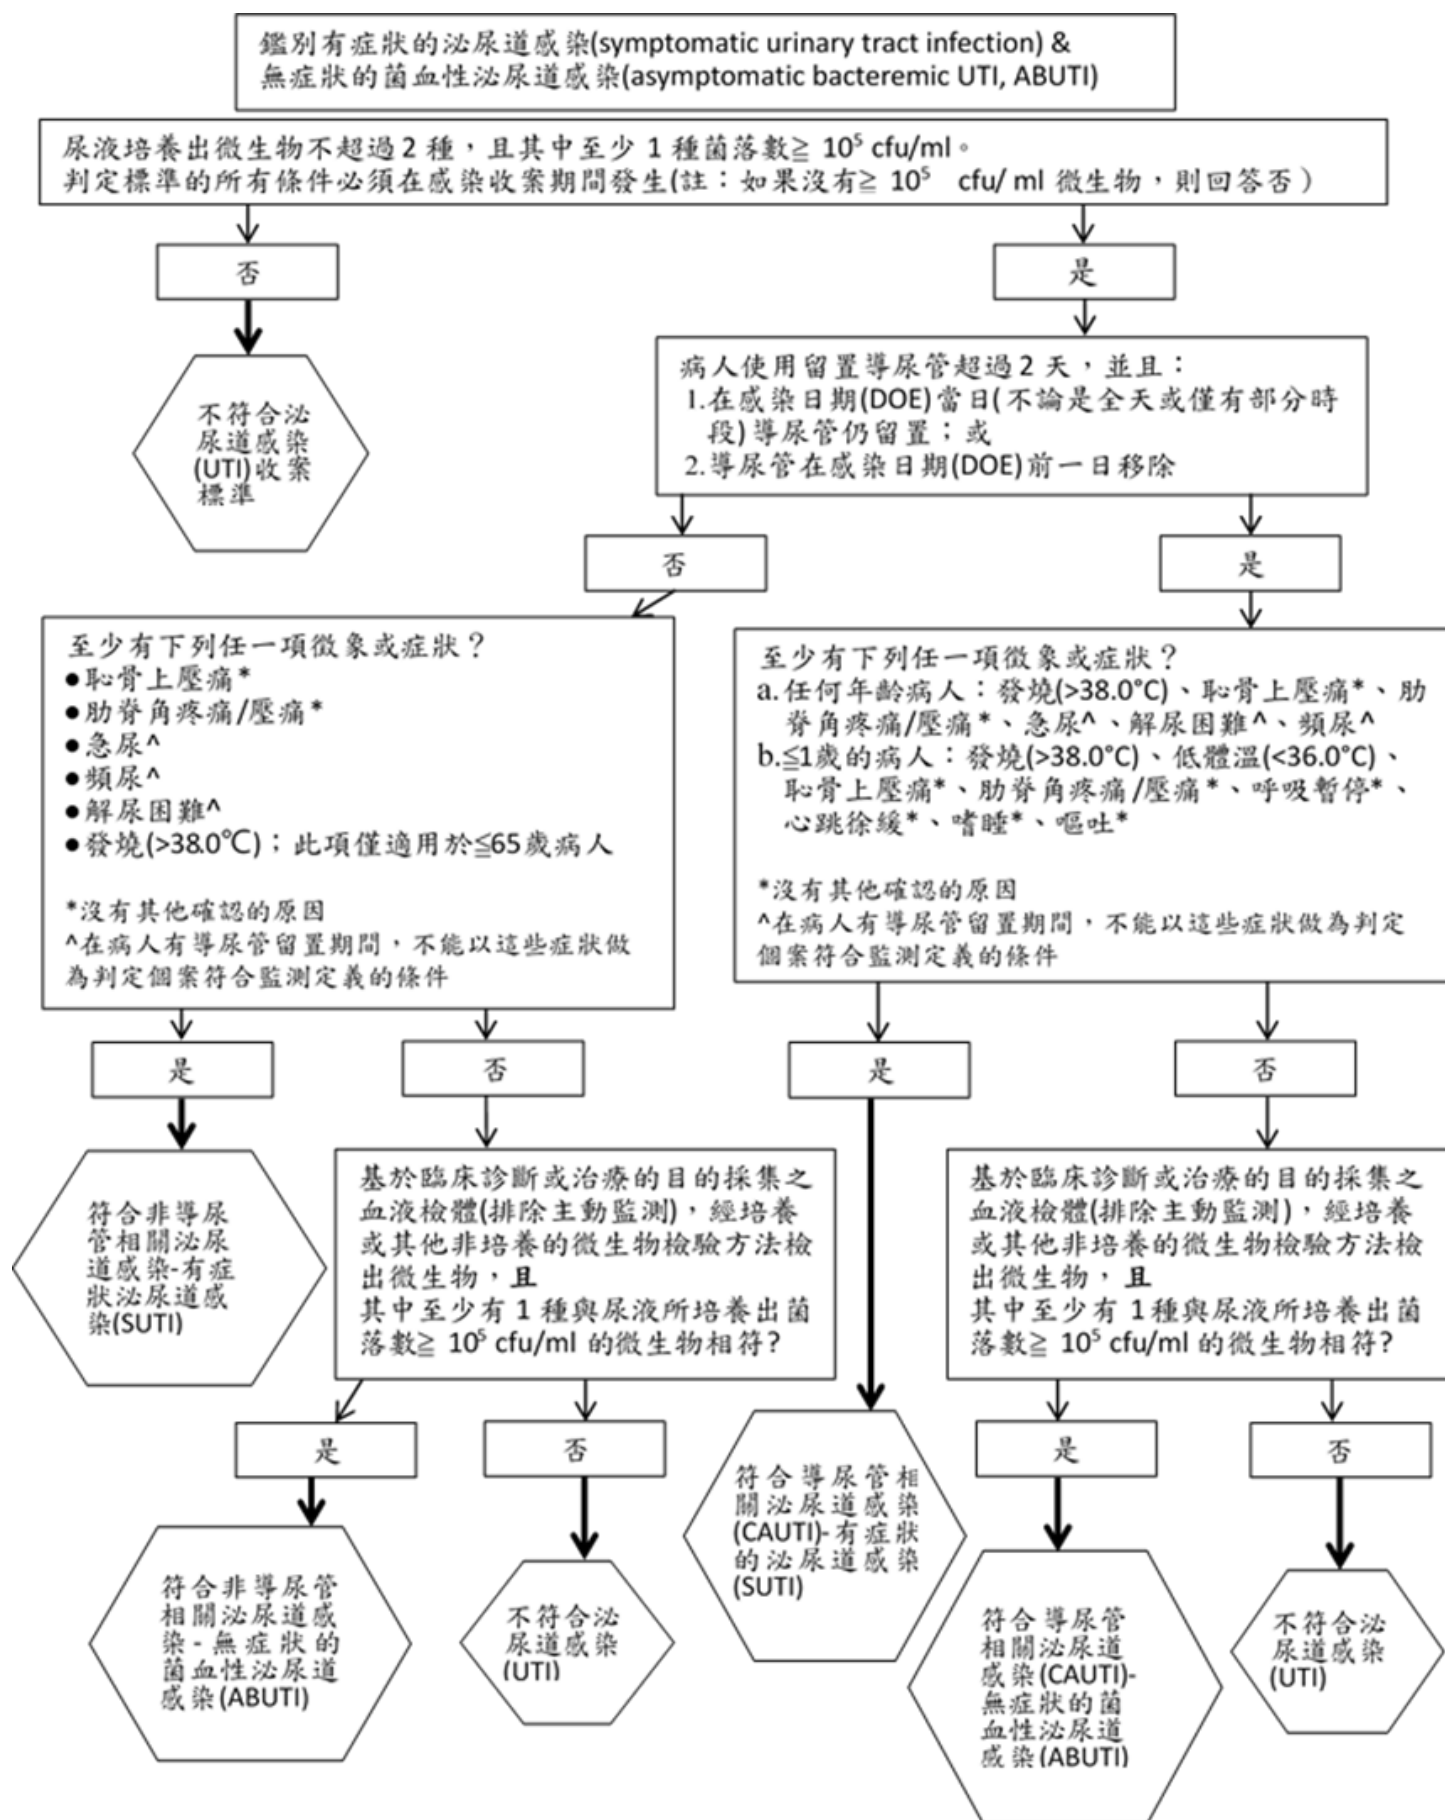 鑑別有症狀的泌尿道感染(symptomatic urinary tract infection) &
無症狀的菌血性泌尿道感染(asymptomatic bacteremic UTI, ABUTI)
尿液培養出微生物不超過2種，且其中至少 1 種菌落數≧ 10⁵ cfu/ml。
判定標準的所有條件必須在感染收案期間發生(註：如果沒有≧ 10⁵ cfu/ ml 微生物，則回答否)
否
是
不符合泌
尿道感染
(UTI)收案
標準
病人使用留置導尿管超過2天，並且：
1.在感染日期(DOE)當日(不論是全天或僅有部分時
段)導尿管仍留置；或
2.導尿管在感染日期(DOE)前一日移除
否
是
至少有下列任一項徵象或症狀？
●恥骨上壓痛*
●肋脊角疼痛/壓痛*
●急尿^
●頻尿^
●解尿困難^
●發燒(>38.0℃)；此項僅適用於≦65歲病人
*沒有其他確認的原因
^在病人有導尿管留置期間，不能以這些症狀做
為判定個案符合監測定義的條件
至少有下列任一項徵象或症狀？
a.任何年齡病人：發燒(>38.0°C)、恥骨上壓痛*、肋
脊角疼痛/壓痛*、急尿^、解尿困難^、頻尿^
b.≦1歲的病人：發燒(>38.0°C)、低體溫(<36.0°C)、
恥骨上壓痛*、肋脊角疼痛/壓痛*、呼吸暫停*、
心跳徐緩*、嗜睡*、嘔吐*
*沒有其他確認的原因
^在病人有導尿管留置期間，不能以這些症狀做為判定
個案符合監測定義的條件
是
否
是
否
符合非導尿
管相關泌尿
道感染-有症
狀泌尿道感
染(SUTI)
基於臨床診斷或治療的目的採集之
血液檢體(排除主動監測)，經培養
或其他非培養的微生物檢驗方法檢
出微生物，且
其中至少有 1 種與尿液所培養出菌
落數≧ 10⁵ cfu/ml 的微生物相符?
基於臨床診斷或治療的目的採集之
血液檢體(排除主動監測)，經培養
或其他非培養的微生物檢驗方法檢
出微生物，且
其中至少有 1 種與尿液所培養出菌
落數≧ 10⁵ cfu/ml 的微生物相符?
是
否
是
否
符合非導尿管
相關泌尿道感
染-無症狀的
菌血性泌尿道
感染(ABUTI)
不符合泌
尿道感染
(UTI)
符合導尿管相
關泌尿道感染
(CAUTI)-有症狀
的泌尿道感染
(SUTI)
符合導尿管
相關泌尿道
感染(CAUTI)-
無症狀的菌
血性泌尿道
感染(ABUTI)
不符合泌
尿道感染
(UTI)